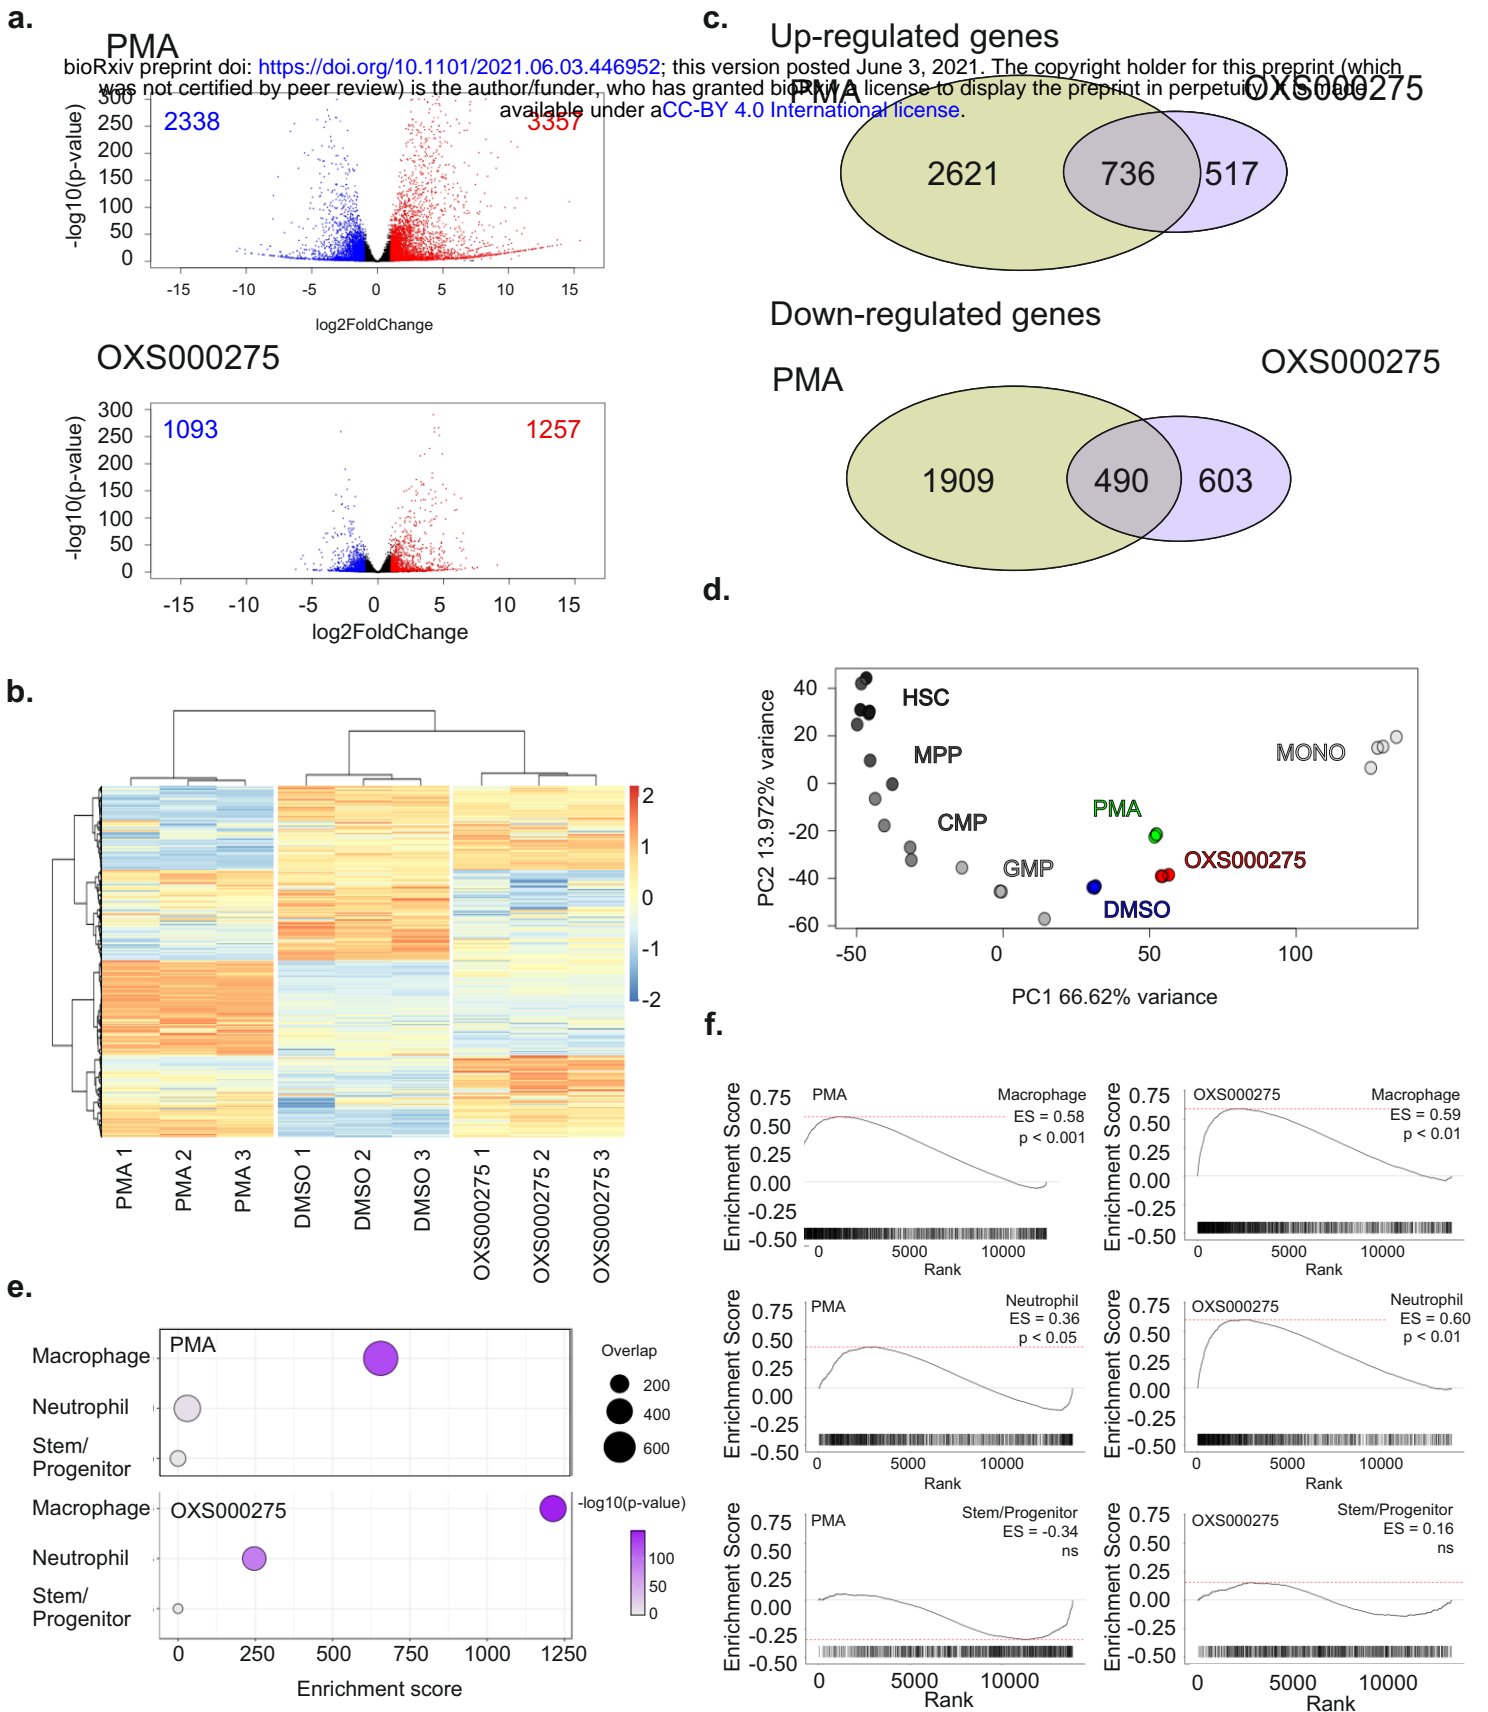 a.
PMA
c.
Up-regulated genes
bioRxiv preprint doi: https://doi.org/10.1101/2021.06.03.446952; this version posted June 3, 2021. The copyright holder for this preprint (which
was not certified by peer review) is the author/funder, who has granted bioRxiv a license to display the preprint in perpetuity. It is made
available under aCC-BY 4.0 International license.
PMA
OXS000275
2621
736
517
-log10(p-value)
300
250
200
150
100
50
0
2338
3357
-15 -10 -5 0 5 10 15
log2FoldChange
OXS000275
-log10(p-value)
300
250
200
150
100
50
0
1093
1257
-15 -10 -5 0 5 10 15
log2FoldChange
Down-regulated genes
PMA
OXS000275
1909
490
603
b.
2
1
0
-1
-2
PMA 1
PMA 2
PMA 3
DMSO 1
DMSO 2
DMSO 3
OXS000275 1
OXS000275 2
OXS000275 3
d.
PC2 13.972% variance
40
20
0
-20
-40
-60
HSC
MPP
CMP
GMP
PMA
DMSO
OXS000275
MONO
-50 0 50 100
PC1 66.62% variance
e.
PMA
Macrophage
Neutrophil
Stem/
Progenitor
OXS000275
Macrophage
Neutrophil
Stem/
Progenitor
0 250 500 750 1000 1250
Enrichment score
Overlap
200
400
600
-log10(p-value)
100
50
0
f.
Enrichment Score
0.75
0.50
0.25
0.00
-0.25
-0.50
PMA
Macrophage
ES = 0.58
p < 0.001
0 5000 10000
Rank
Enrichment Score
0.75
0.50
0.25
0.00
-0.25
-0.50
OXS000275
Macrophage
ES = 0.59
p < 0.01
0 5000 10000
Rank
Enrichment Score
0.75
0.50
0.25
0.00
-0.25
-0.50
PMA
Neutrophil
ES = 0.36
p < 0.05
0 5000 10000
Rank
Enrichment Score
0.75
0.50
0.25
0.00
-0.25
-0.50
OXS000275
Neutrophil
ES = 0.60
p < 0.01
0 5000 10000
Rank
Enrichment Score
0.75
0.50
0.25
0.00
-0.25
-0.50
PMA
Stem/Progenitor
ES = -0.34
ns
0 5000 10000
Rank
Enrichment Score
0.75
0.50
0.25
0.00
-0.25
-0.50
OXS000275
Stem/Progenitor
ES = 0.16
ns
0 5000 10000
Rank